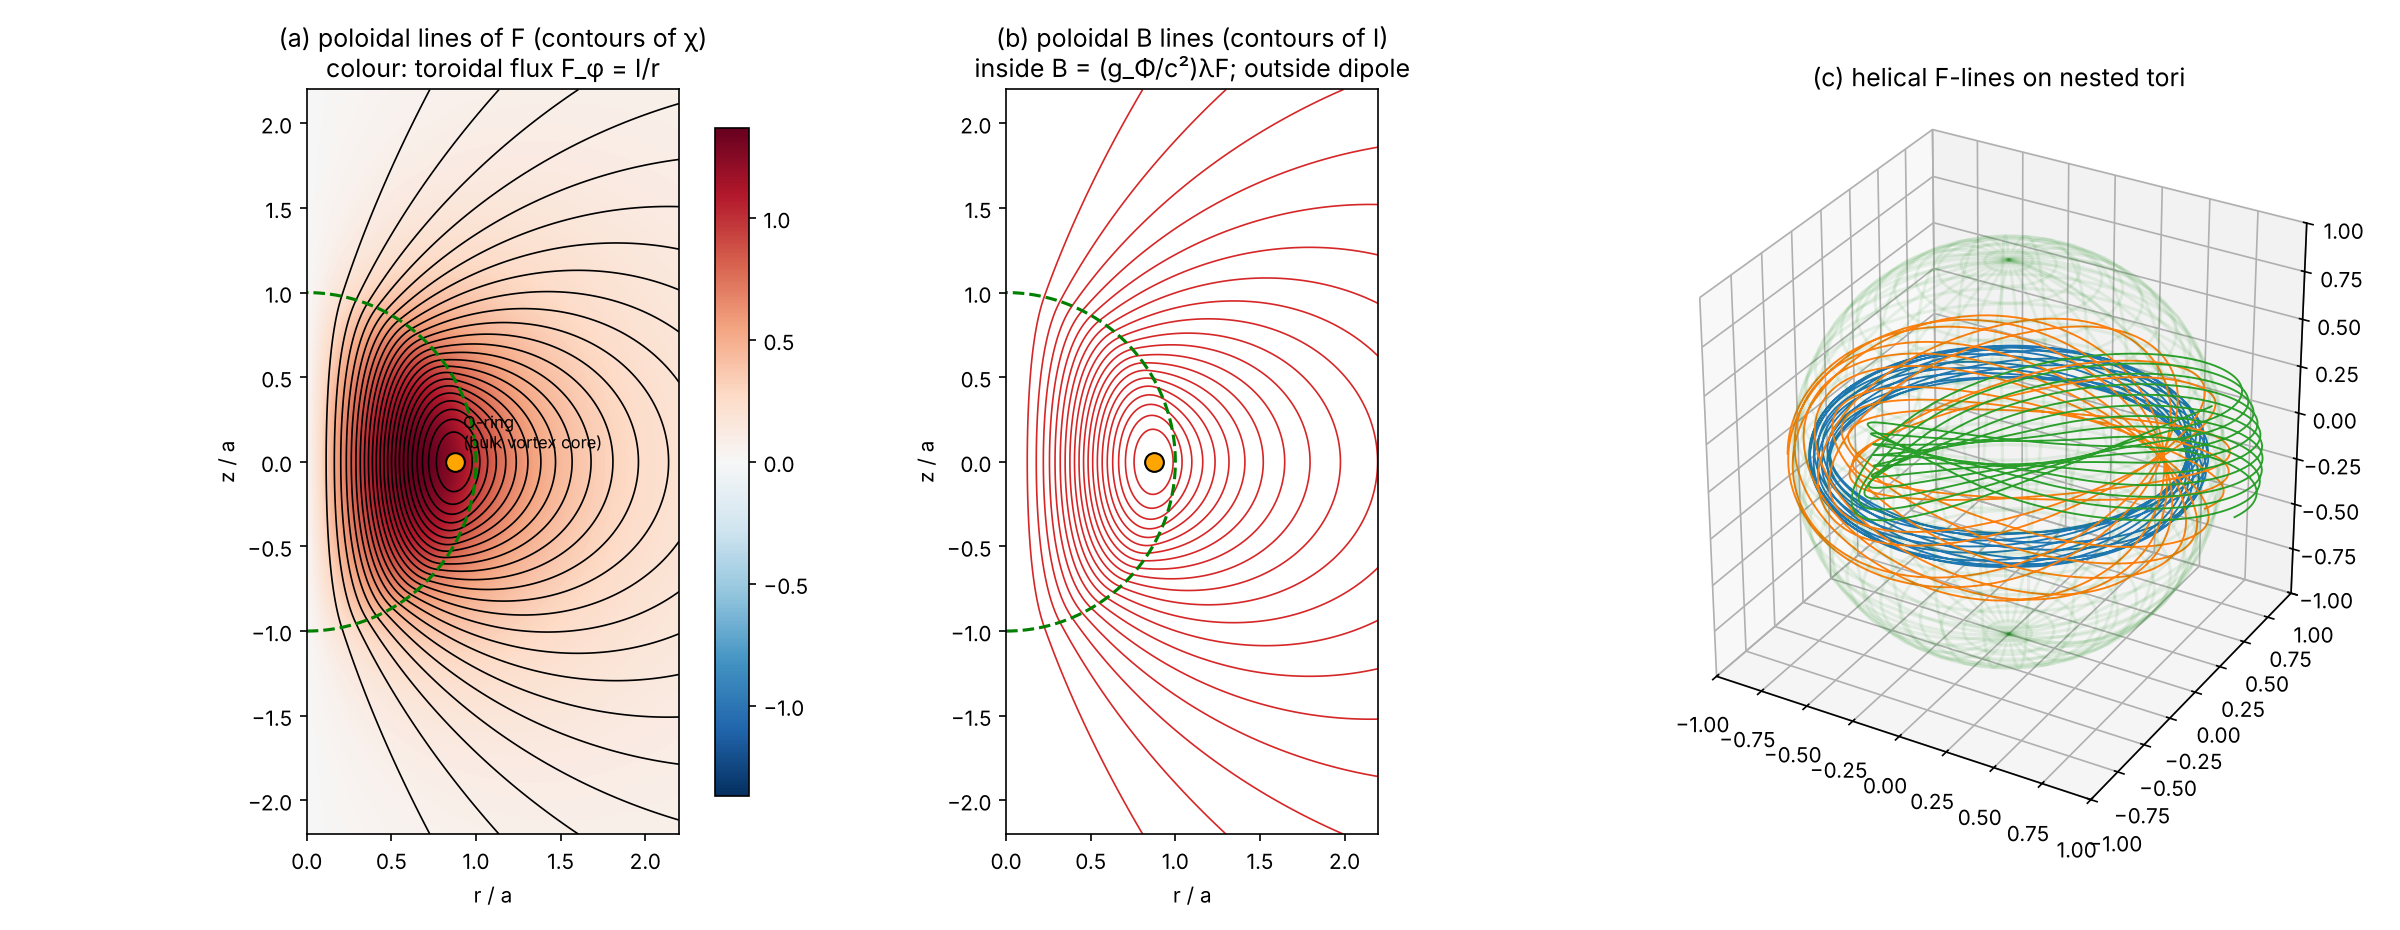 (a) poloidal lines of F (contours of χ)
colour: toroidal flux F_φ = I/r
2.0
1.5
1.0
0.5
0.0
−0.5
−1.0
−1.5
−2.0
z / a
O-ring
(bulk vortex core)
0.0 0.5 1.0 1.5 2.0
r / a
1.0
0.5
0.0
−0.5
−1.0
(b) poloidal B lines (contours of I)
inside B = (g_Φ/c²)λF; outside dipole
2.0
1.5
1.0
0.5
0.0
−0.5
−1.0
−1.5
−2.0
z / a
0.0 0.5 1.0 1.5 2.0
r / a
(c) helical F-lines on nested tori
1.00
0.75
0.50
0.25
0.00
−0.25
−0.50
−0.75
−1.00
1.00
0.75
0.50
0.25
0.00
−0.25
−0.50
−0.75
−1.00
−1.00 −0.75 −0.50 −0.25 0.00 0.25 0.50 0.75 1.00